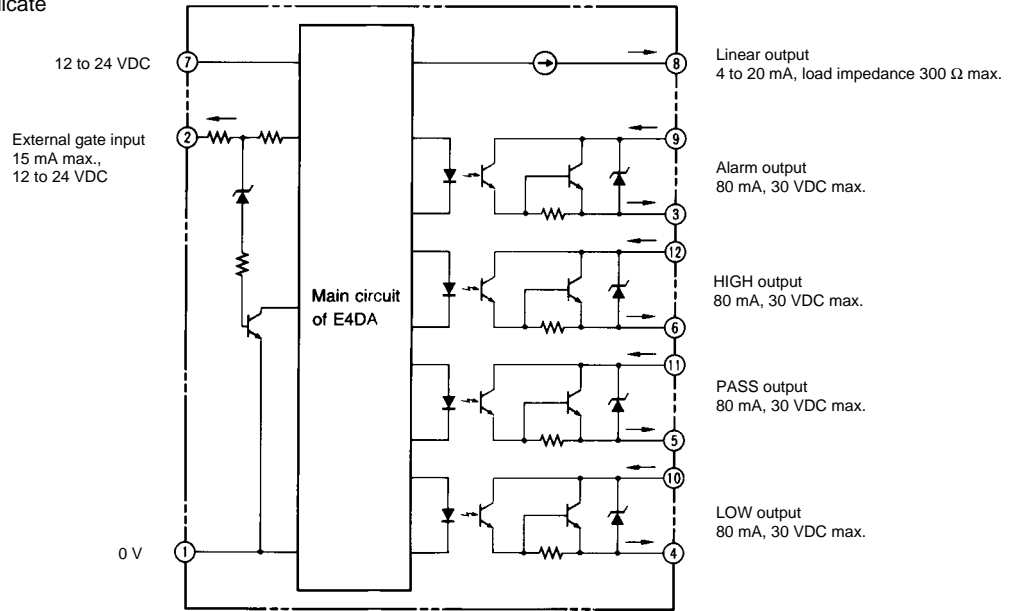 licate
7
12 to 24 VDC
2
External gate input
15 mA max.,
12 to 24 VDC
1
0 V
Main circuit
of E4DA
8
Linear output
4 to 20 mA, load impedance 300 Ω max.
9
Alarm output
80 mA, 30 VDC max.
3
12
HIGH output
80 mA, 30 VDC max.
6
11
PASS output
80 mA, 30 VDC max.
5
10
LOW output
80 mA, 30 VDC max.
4